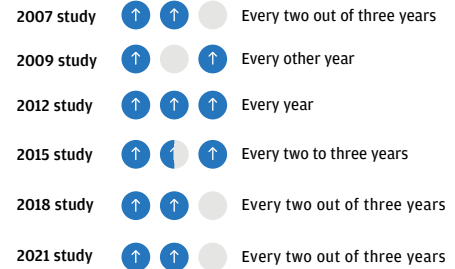 2007 study ↑ ↑ Every two out of three years
2009 study ↑ ↑ Every other year
2012 study ↑ ↑ ↑ Every year
2015 study ↑ ↑ ↑ Every two to three years
2018 study ↑ ↑ Every two out of three years
2021 study ↑ ↑ Every two out of three years